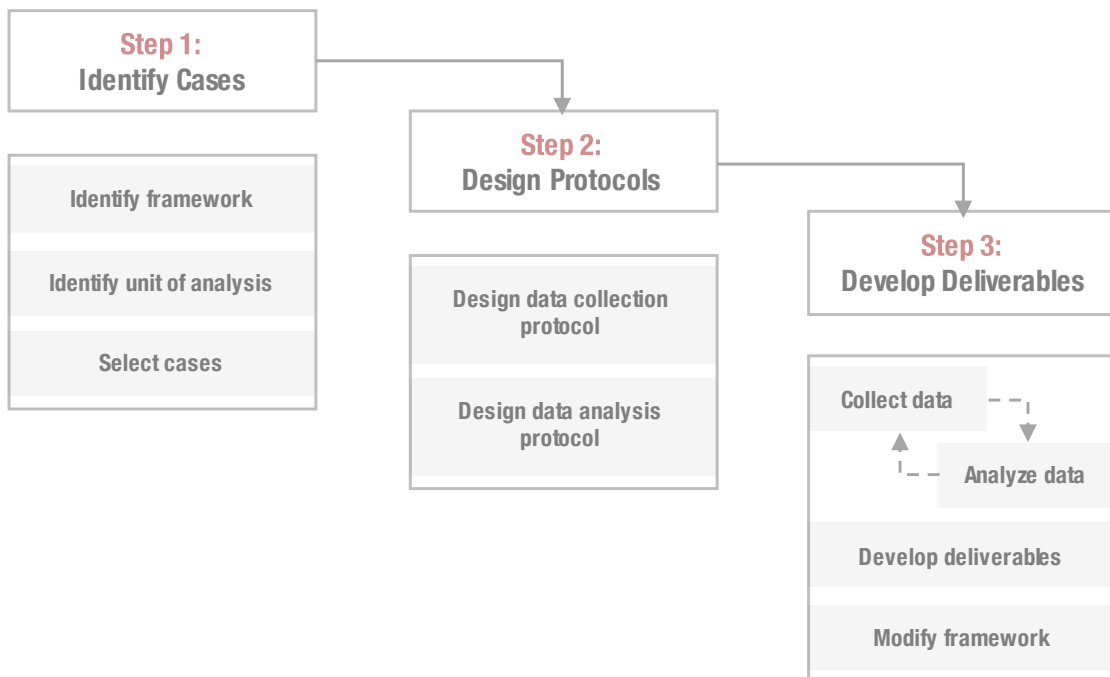 Step 1:
Identify Cases
Identify framework
Identify unit of analysis
Select cases
Step 2:
Design Protocols
Design data collection
protocol
Design data analysis
protocol
Step 3:
Develop Deliverables
Collect data
Analyze data
Develop deliverables
Modify framework